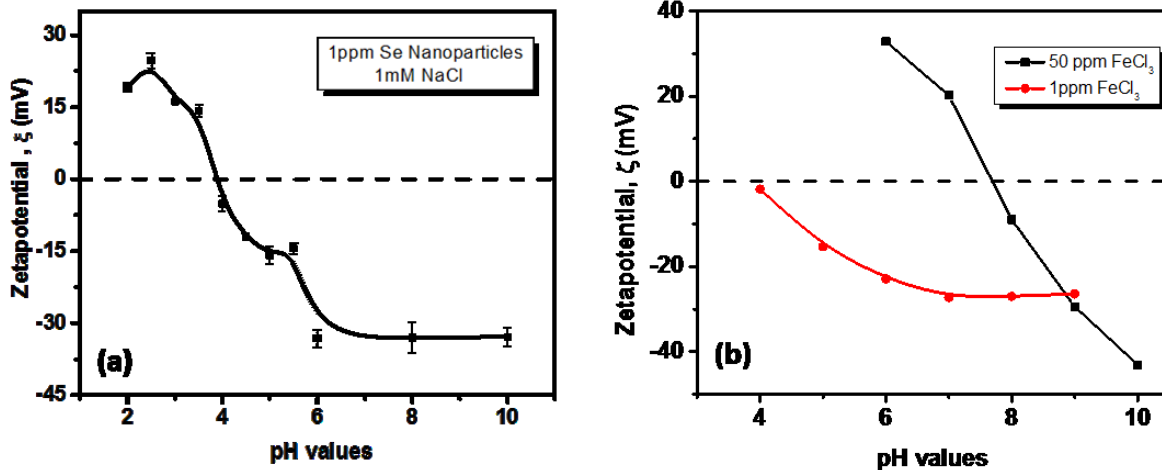 30
15
0
-15
-30
-45
Zetapotential , ξ (mV)
1ppm Se Nanoparticles
1mM NaCl
(a)
2 4 6 8 10
pH values
40
20
0
-20
-40
Zetapotential, ζ (mV)
50 ppm FeCl₃
1ppm FeCl₃
(b)
4 6 8 10
pH values